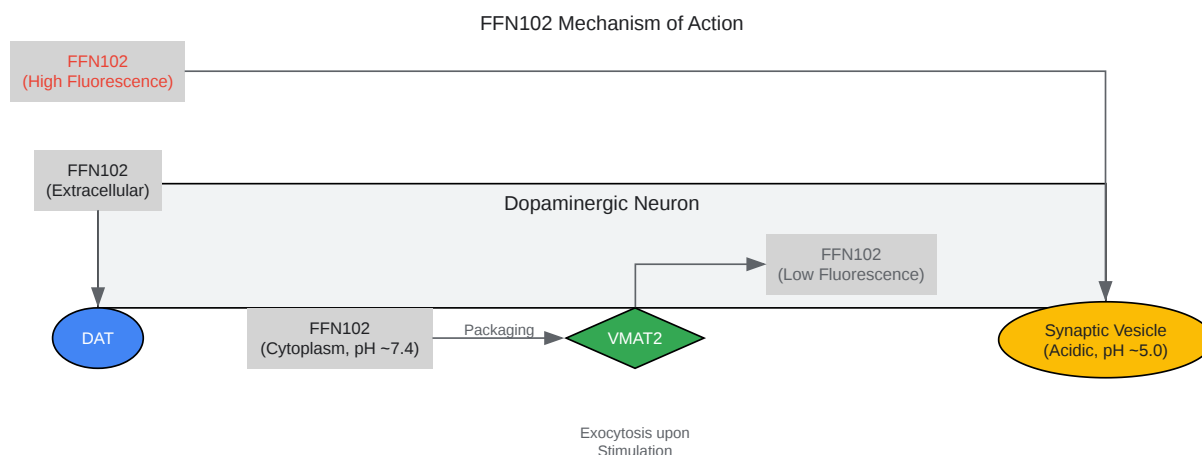 FFN102 Mechanism of Action
FFN102
(High Fluorescence)
FFN102
(Extracellular)
Dopaminergic Neuron
FFN102
(Low Fluorescence)
DAT
FFN102
(Cytoplasm, pH ~7.4)
Packaging
VMAT2
Synaptic Vesicle
(Acidic, pH ~5.0)
Exocytosis upon
Stimulation